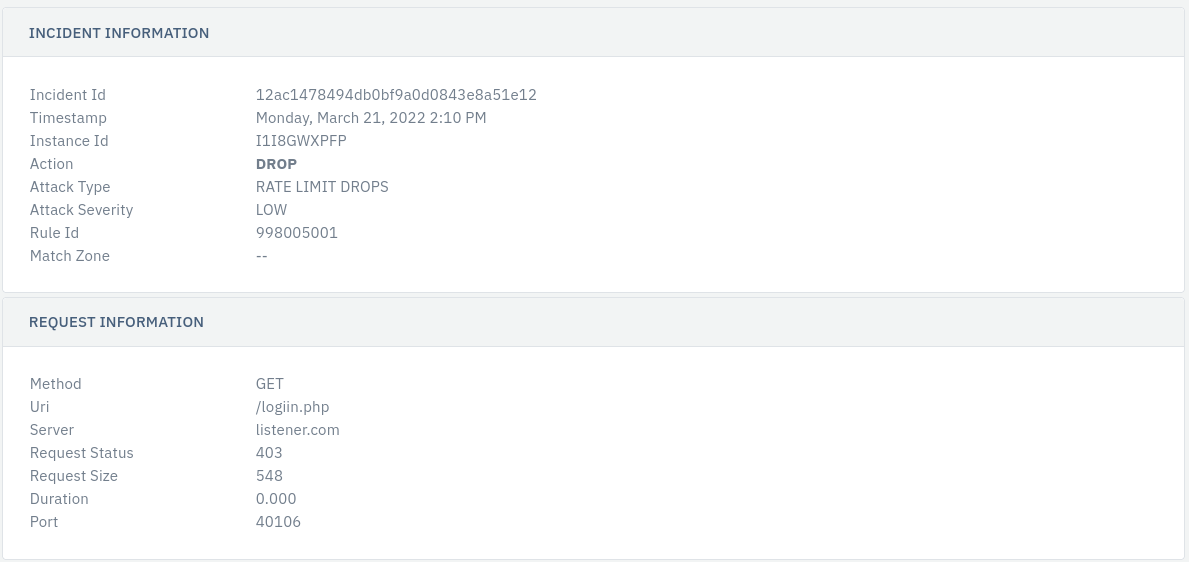 INCIDENT INFORMATION
Incident Id 12ac1478494db0bf9a0d0843e8a51e12
Timestamp Monday, March 21, 2022 2:10 PM
Instance Id I1I8GWXPFP
Action DROP
Attack Type RATE LIMIT DROPS
Attack Severity LOW
Rule Id 998005001
Match Zone --
REQUEST INFORMATION
Method GET
Uri /logiin.php
Server listener.com
Request Status 403
Request Size 548
Duration 0.000
Port 40106